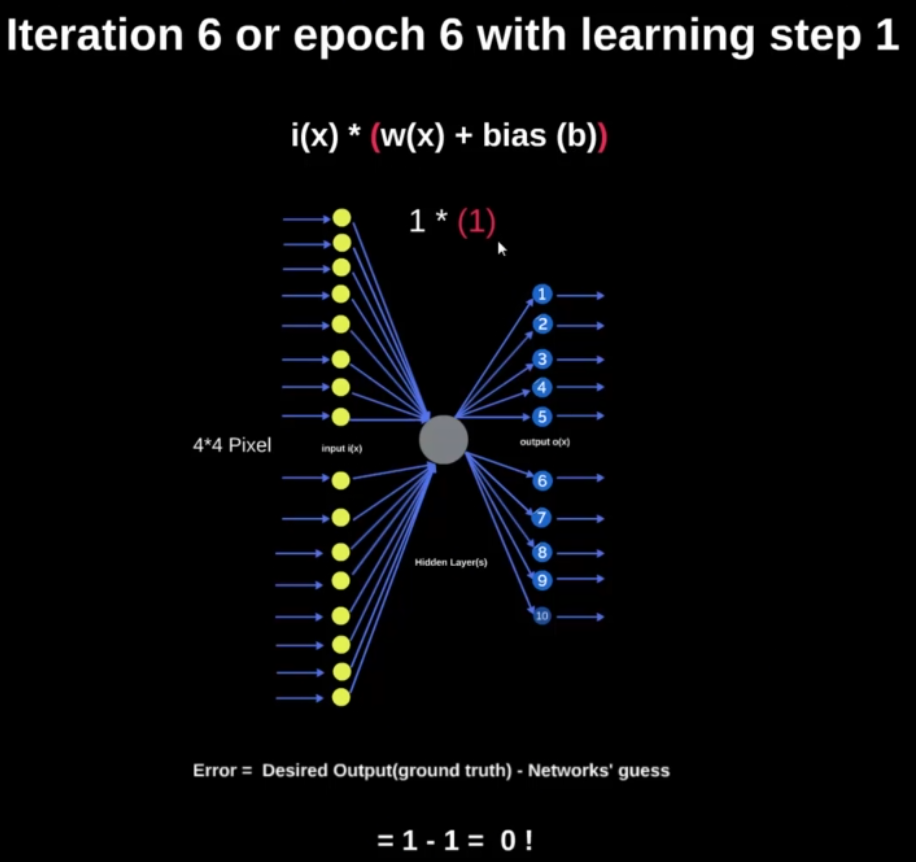 Iteration 6 or epoch 6 with learning step 1
i(x) * (w(x) + bias (b))
1 * (1)
1
2
3
4
5
4*4 Pixel
input i(x)
output o(x)
6
7
8
Hidden Layer(s)
9
10
Error = Desired Output(ground truth) - Networks' guess
= 1 - 1 = 0 !